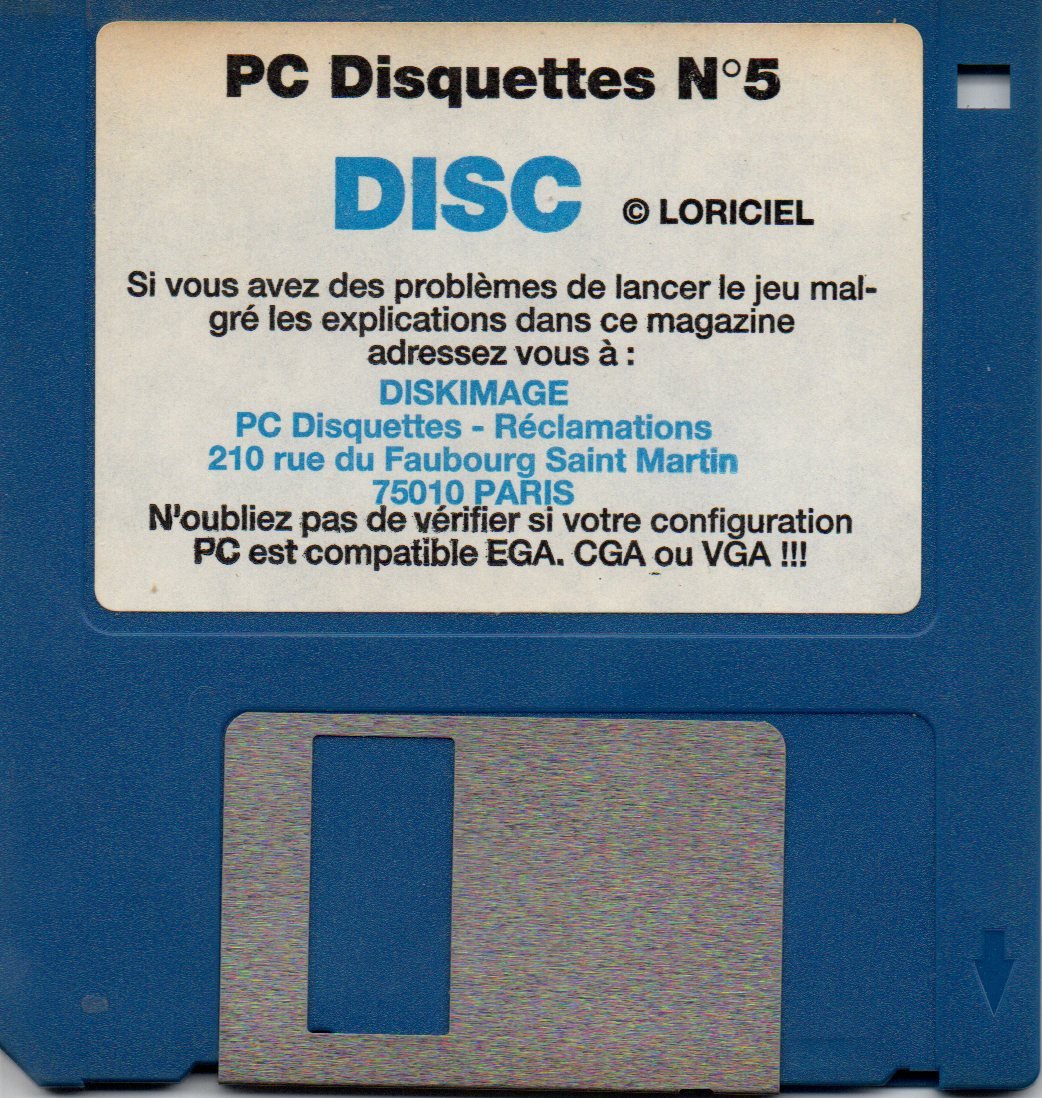 PC Disquettes N°5
DISC © LORICIEL
Si vous avez des problèmes de lancer le jeu mal-
gré les explications dans ce magazine
adressez vous à :
DISKIMAGE
PC Disquettes - Réclamations
210 rue du Faubourg Saint Martin
75010 PARIS
N'oubliez pas de vérifier si votre configuration
PC est compatible EGA. CGA ou VGA !!!